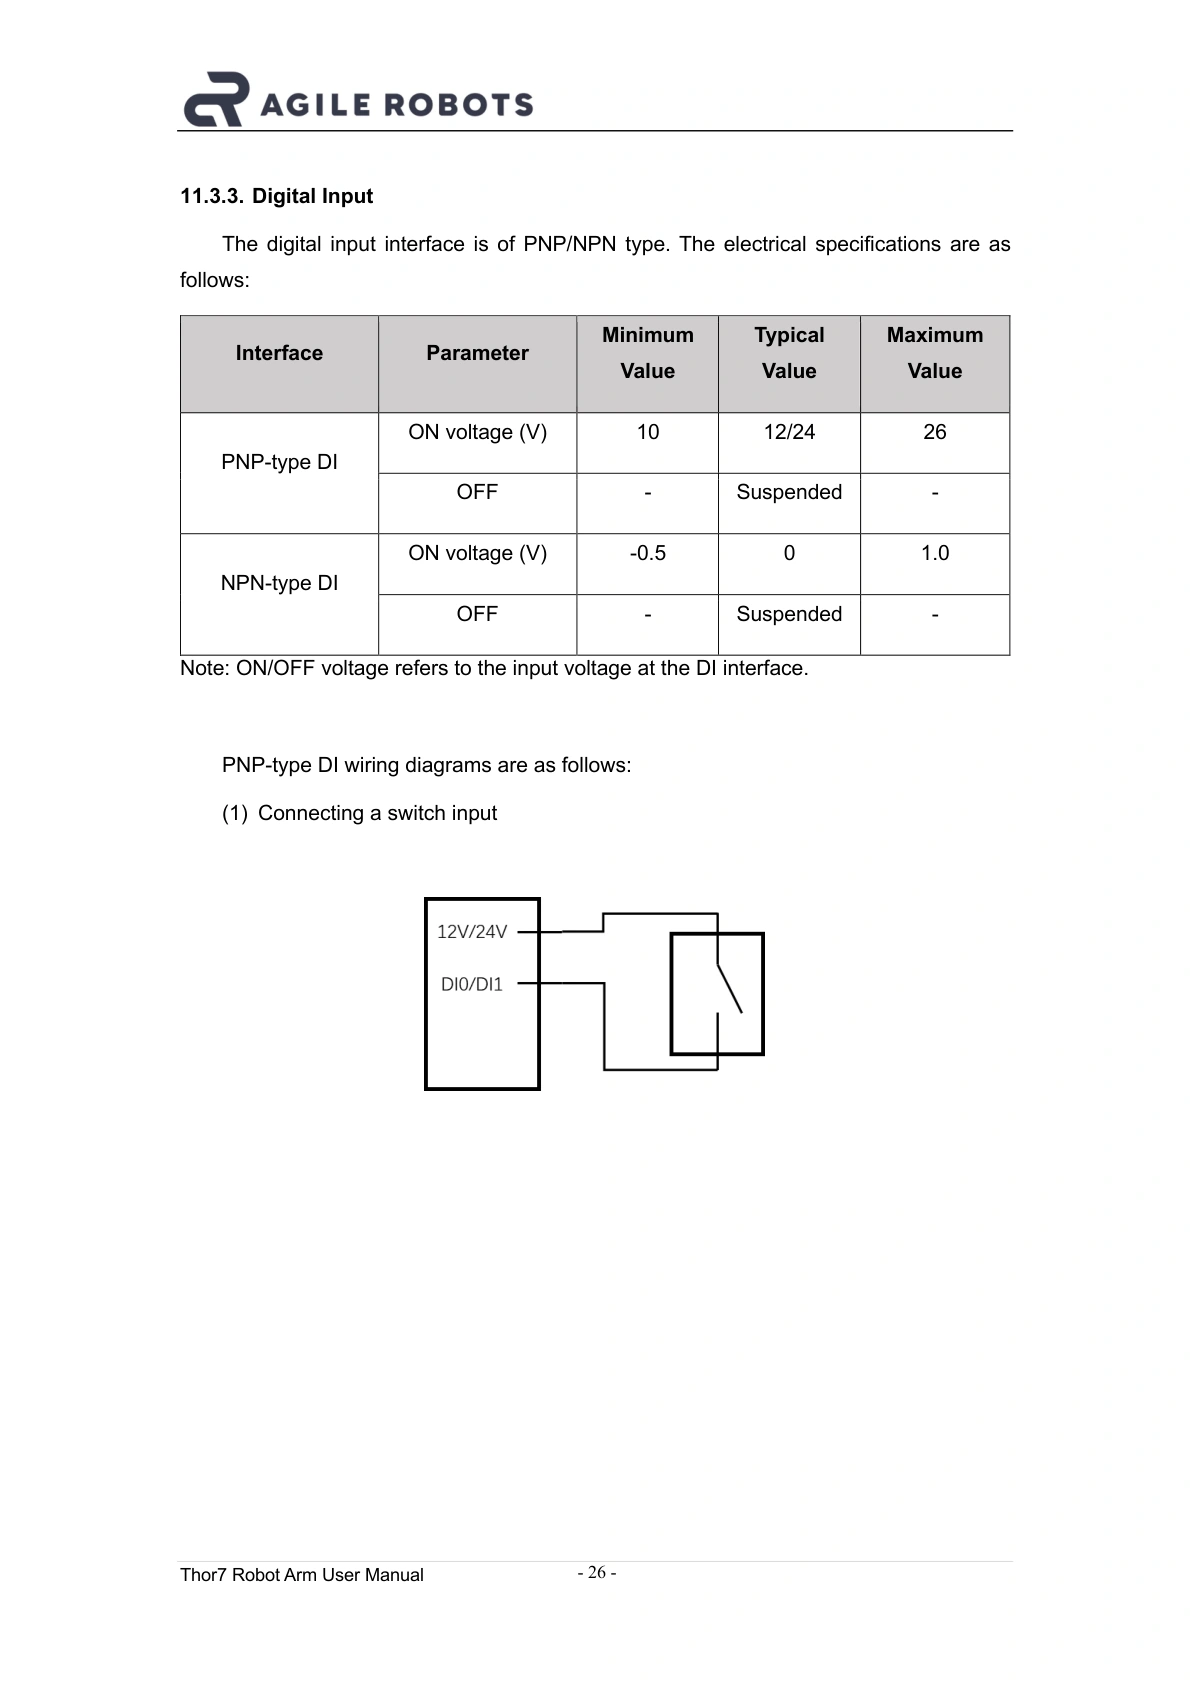 AGILE ROBOTS
11.3.3. Digital Input
The digital input interface is of PNP/NPN type. The electrical specifications are as
follows:
Interface Parameter Minimum Value Typical Value Maximum Value
PNP-type DI ON voltage (V) 10 12/24 26
OFF - Suspended -
NPN-type DI ON voltage (V) -0.5 0 1.0
OFF - Suspended -
Note: ON/OFF voltage refers to the input voltage at the DI interface.
PNP-type DI wiring diagrams are as follows:
(1) Connecting a switch input
12V/24V
DI0/DI1
Thor7 Robot Arm User Manual - 26 -